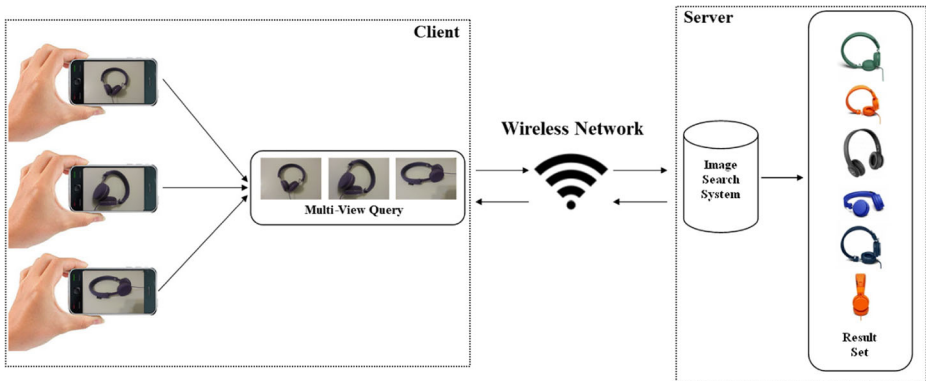 Client
Multi-View Query
Wireless Network
Server
Image
Search
System
Result
Set